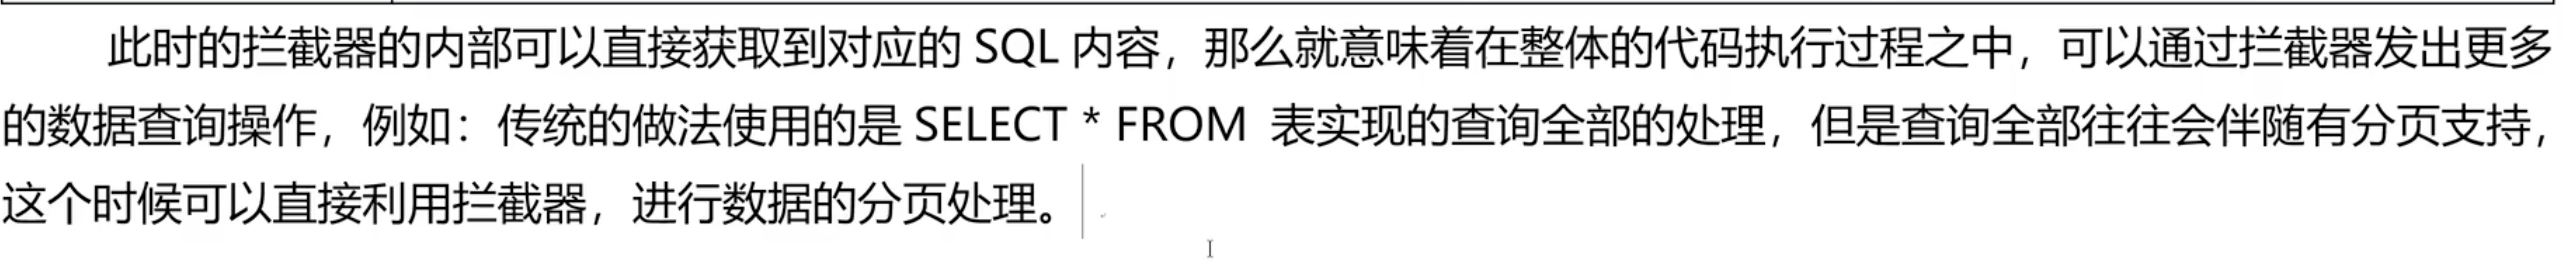 此时的拦截器的内部可以直接获取到对应的 SQL 内容，那么就意味着在整体的代码执行过程之中，可以通过拦截器发出更多
的数据查询操作，例如：传统的做法使用的是 SELECT * FROM 表实现的查询全部的处理，但是查询全部往往会伴随有分页支持，
这个时候可以直接利用拦截器，进行数据的分页处理。